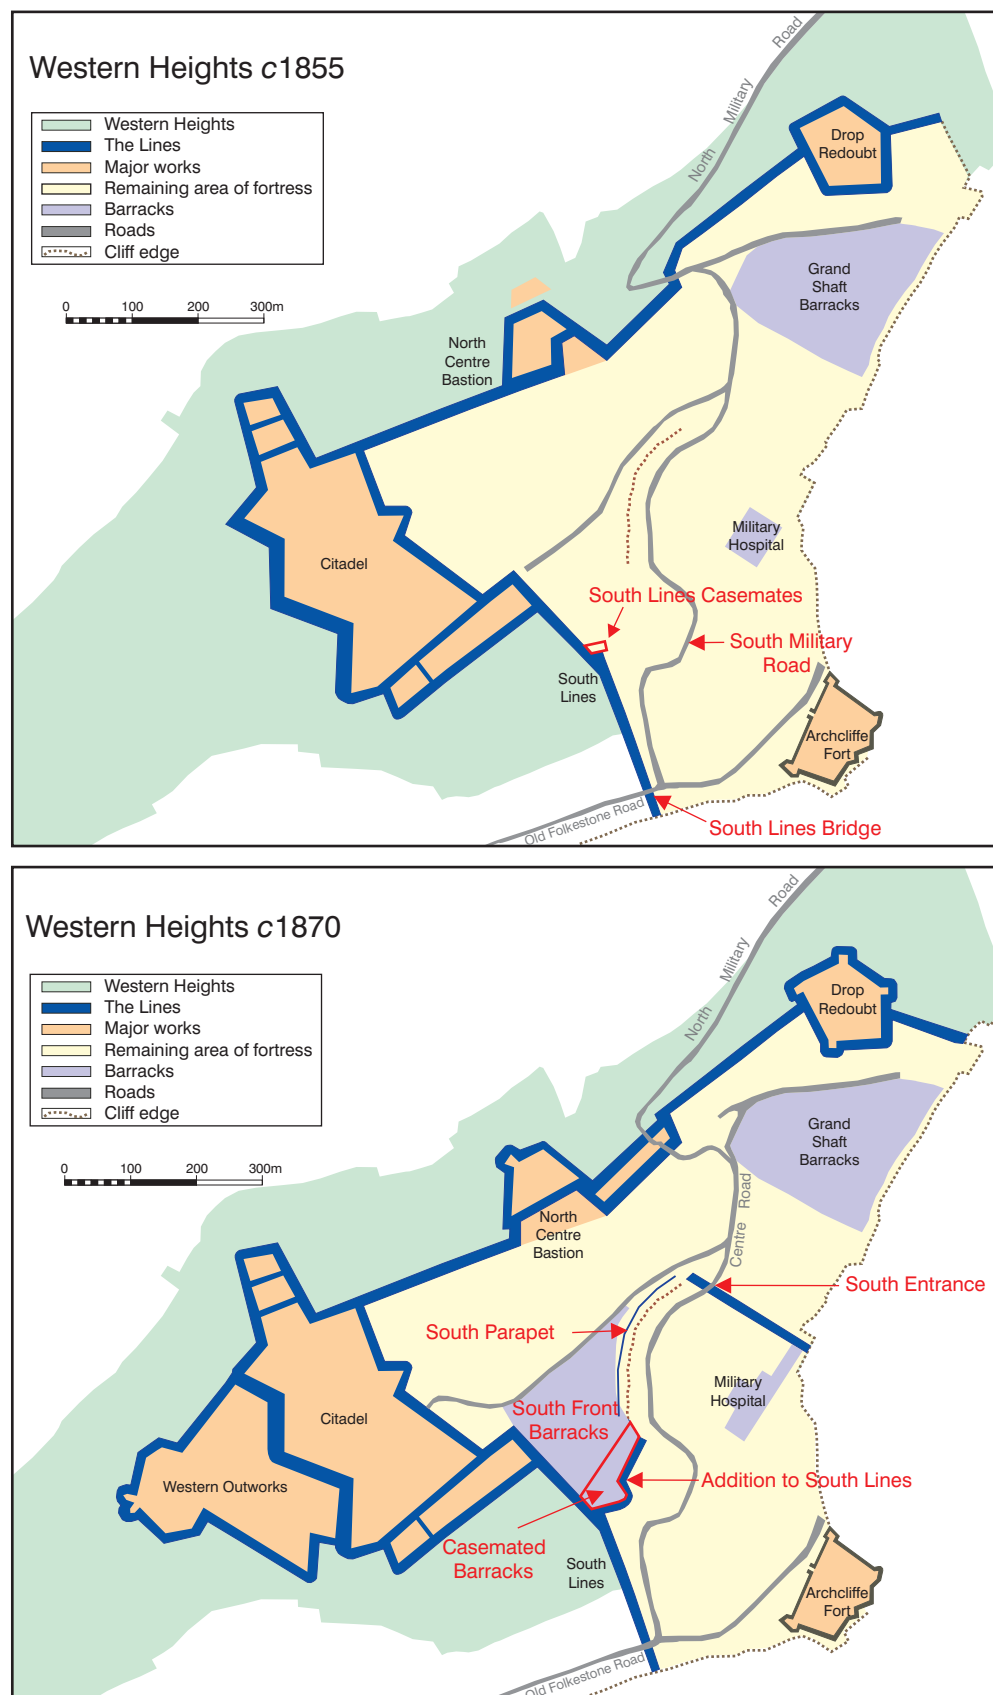 Western Heights c1855
Western Heights
The Lines
Major works
Remaining area of fortress
Barracks
Roads
Cliff edge
0 100 200 300m
North Military Road
Drop
Redoubt
Grand
Shaft
Barracks
North
Centre
Bastion
Citadel
Military
Hospital
South Lines Casemates
South Military
Road
South
Lines
Archcliffe
Fort
Old Folkestone Road
South Lines Bridge
Western Heights c1870
Western Heights
The Lines
Major works
Remaining area of fortress
Barracks
Roads
Cliff edge
0 100 200 300m
North Military Road
Drop
Redoubt
Grand
Shaft
Barracks
North
Centre
Bastion
Centre Road
South Entrance
South Parapet
Military
Hospital
South Front
Barracks
Citadel
Western Outworks
Addition to South Lines
Casemated
Barracks
South
Lines
Archcliffe
Fort
Old Folkestone Road